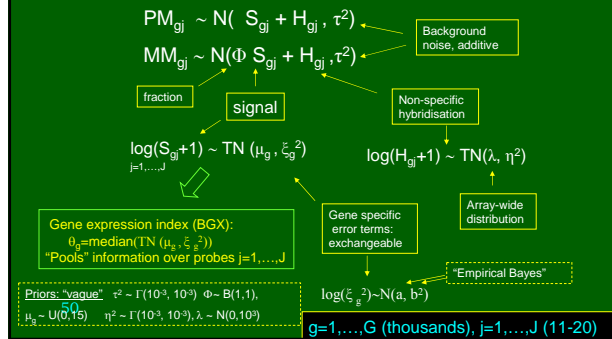 PM_gj ~ N( S_gj + H_gj , τ²)
Background noise, additive
MM_gj ~ N(Φ S_gj + H_gj , τ²)
fraction
signal
Non-specific hybridisation
log(S_gj+1) ~ TN (μ_g , ξ_g²)
j=1,…,J
log(H_gj+1) ~ TN(λ, η²)
Array-wide distribution
Gene expression index (BGX):
θ_g=median(TN (μ_g , ξ_g²))
"Pools" information over probes j=1,…,J
Gene specific error terms: exchangeable
"Empirical Bayes"
log(ξ_g²)~N(a, b²)
Priors: "vague" τ² ~ Γ(10⁻³, 10⁻³) Φ~ B(1,1),
50
μ_g ~ U(0,15) η² ~ Γ(10⁻³, 10⁻³), λ ~ N(0,10³)
g=1,…,G (thousands), j=1,…,J (11-20)